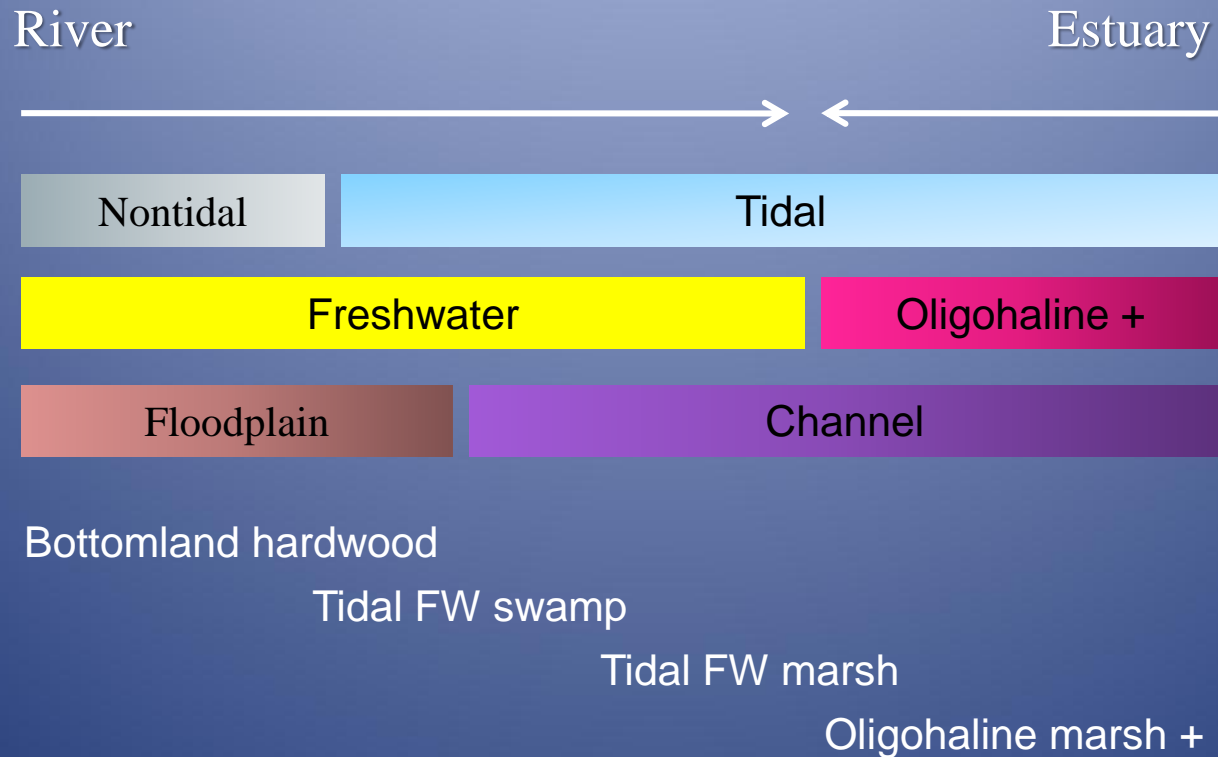 River Estuary
Nontidal Tidal
Freshwater Oligohaline +
Floodplain Channel
Bottomland hardwood
Tidal FW swamp
Tidal FW marsh
Oligohaline marsh +